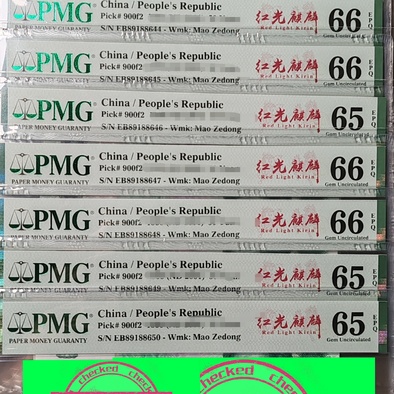 PMG
PAPER MONEY GUARANTY
China / People's Republic
Pick# 900f2
S/N EB89188644 - Wmk: Mao Zedong
红光麒麟
Red Light Kirin
66 EPQ
Gem Uncirculated
PMG
PAPER MONEY GUARANTY
China / People's Republic
Pick# 900f2
S/N EB89188645 - Wmk: Mao Zedong
红光麒麟
Red Light Kirin
66 EPQ
Gem Uncirculated
PMG
PAPER MONEY GUARANTY
China / People's Republic
Pick# 900f2
S/N EB89188646 - Wmk: Mao Zedong
红光麒麟
Red Light Kirin
65 EPQ
Gem Uncirculated
PMG
PAPER MONEY GUARANTY
China / People's Republic
Pick# 900f2
S/N EB89188647 - Wmk: Mao Zedong
红光麒麟
Red Light Kirin
66 EPQ
Gem Uncirculated
PMG
PAPER MONEY GUARANTY
China / People's Republic
Pick# 900f2
S/N EB89188648 - Wmk: Mao Zedong
红光麒麟
Red Light Kirin
66 EPQ
Gem Uncirculated
PMG
PAPER MONEY GUARANTY
China / People's Republic
Pick# 900f2
S/N EB89188649 - Wmk: Mao Zedong
红光麒麟
Red Light Kirin
65 EPQ
Gem Uncirculated
PMG
PAPER MONEY GUARANTY
China / People's Republic
Pick# 900f2
S/N EB89188650 - Wmk: Mao Zedong
红光麒麟
Red Light Kirin
65 EPQ
Gem Uncirculated
checked checked
checked